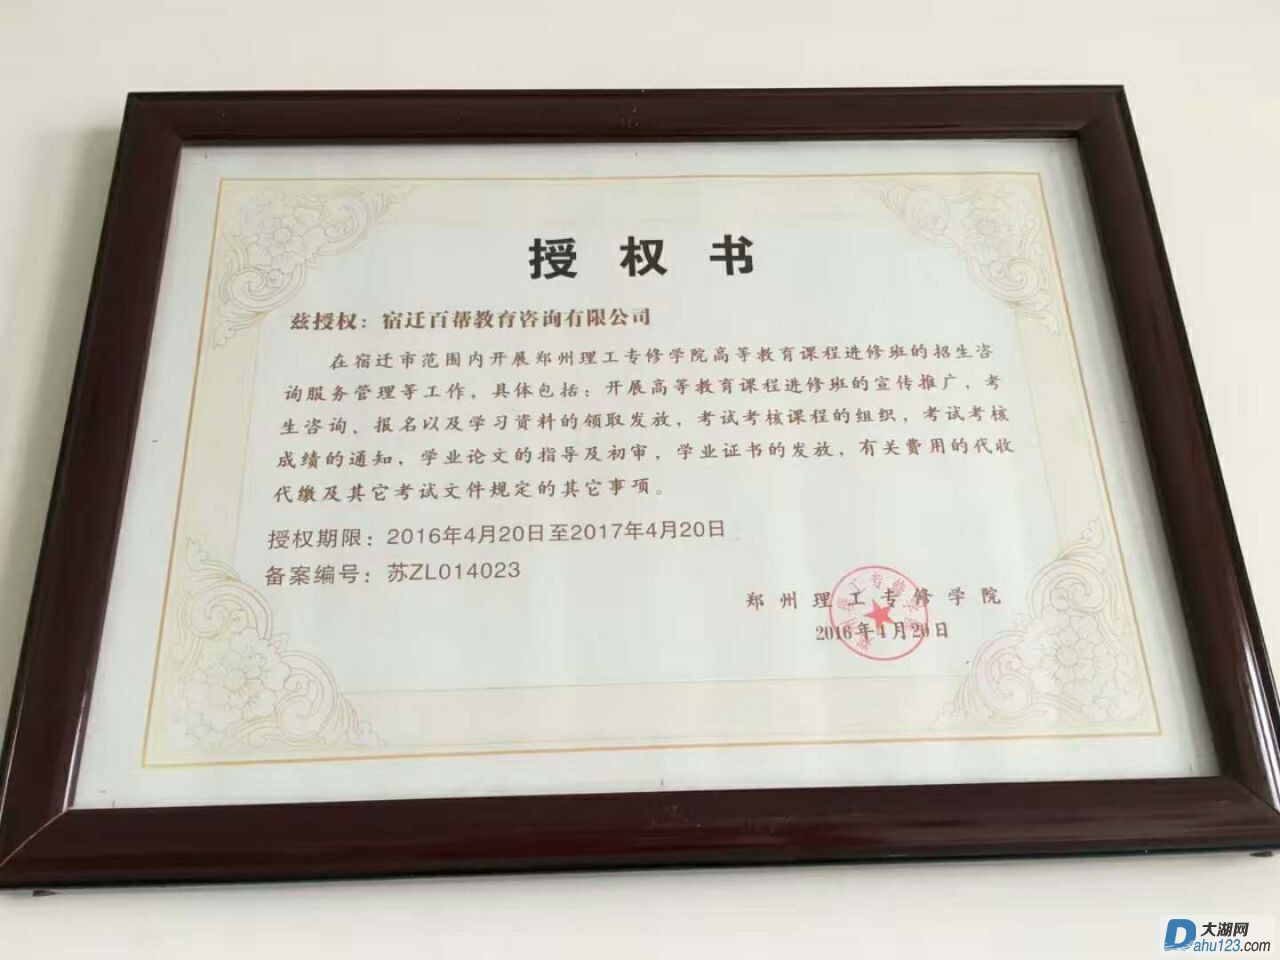 授权书
兹授权：宿迁百帮教育咨询有限公司
在宿迁市范围内开展郑州理工专修学院高等教育课程进修班的招生咨
询服务管理等工作，具体包括：开展高等教育课程进修班的宣传推广，考
生咨询、报名以及学习资料的领取发放，考试考核课程的组织，考试考核
成绩的通知，学业论文的指导及初审，学业证书的发放，有关费用的代收
代缴及其它考试文件规定的其它事项。
授权期限：2016年4月20日至2017年4月20日
备案编号：苏ZL014023
郑州理工专修学院
2016年4月20日
大湖网
Dahu123.com